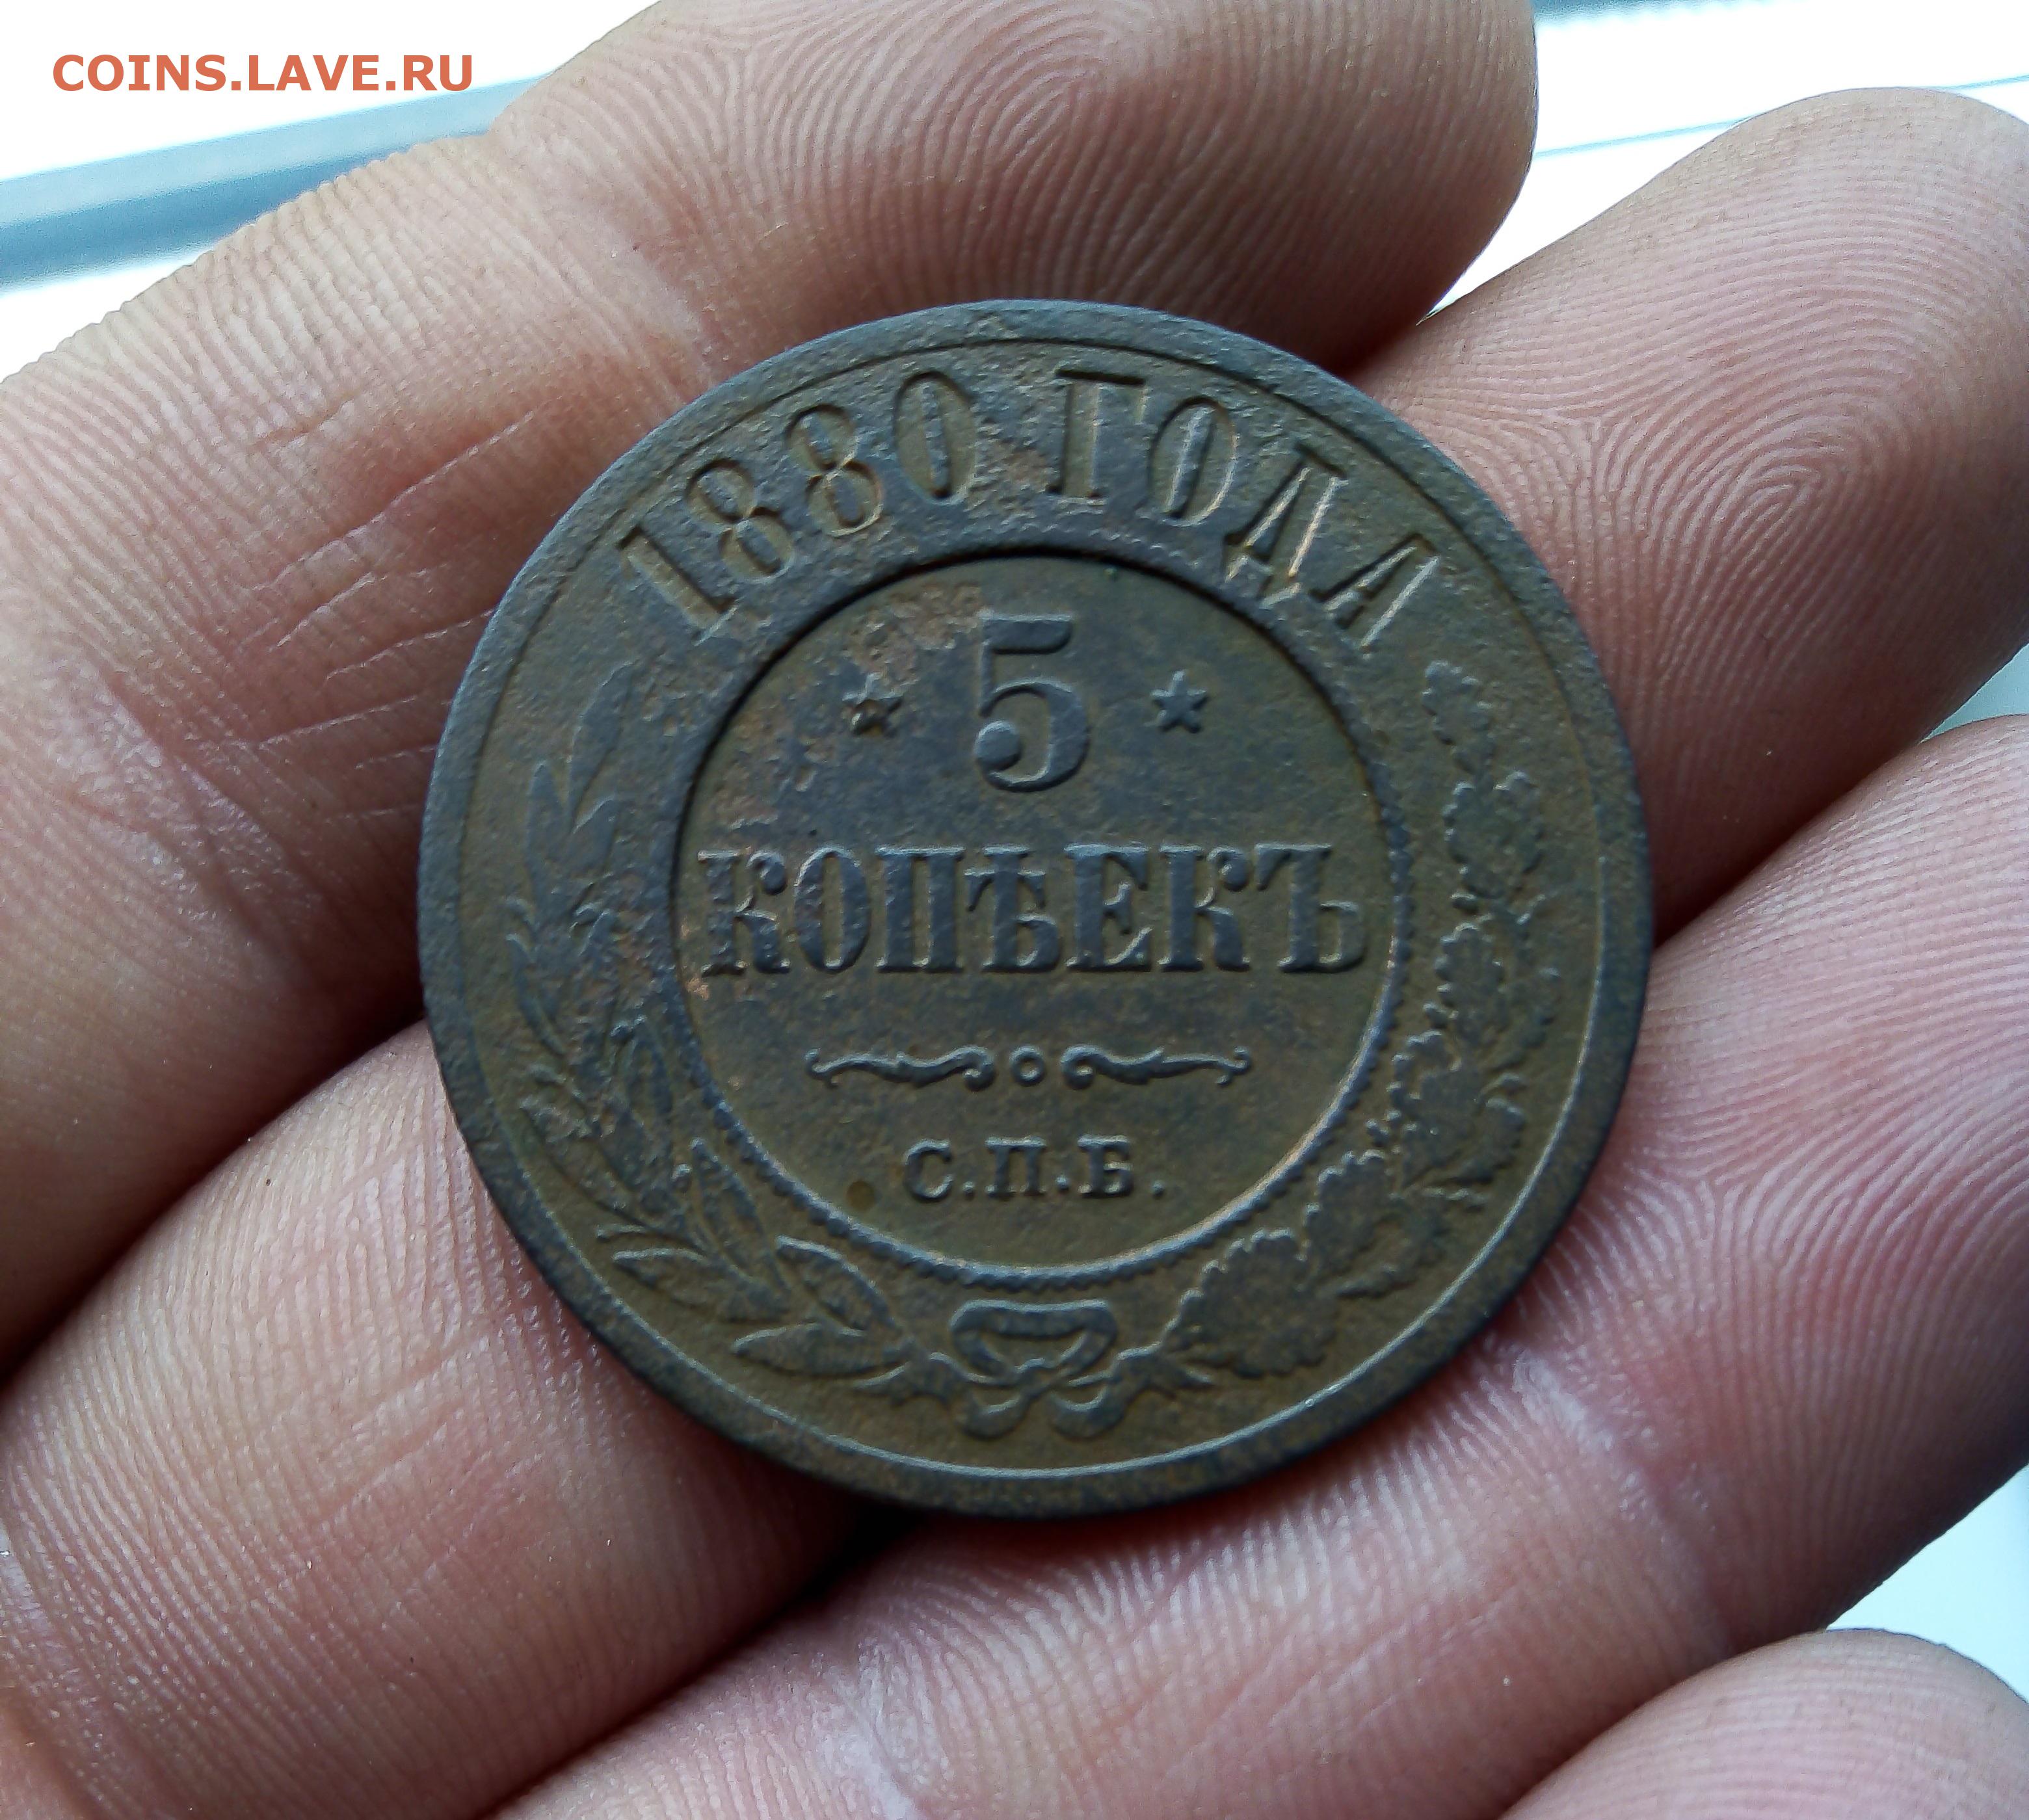 COINS.LAVE.RU
1880 ГОДА
* 5 *
КОПѢЕКЪ
С.П.Б.